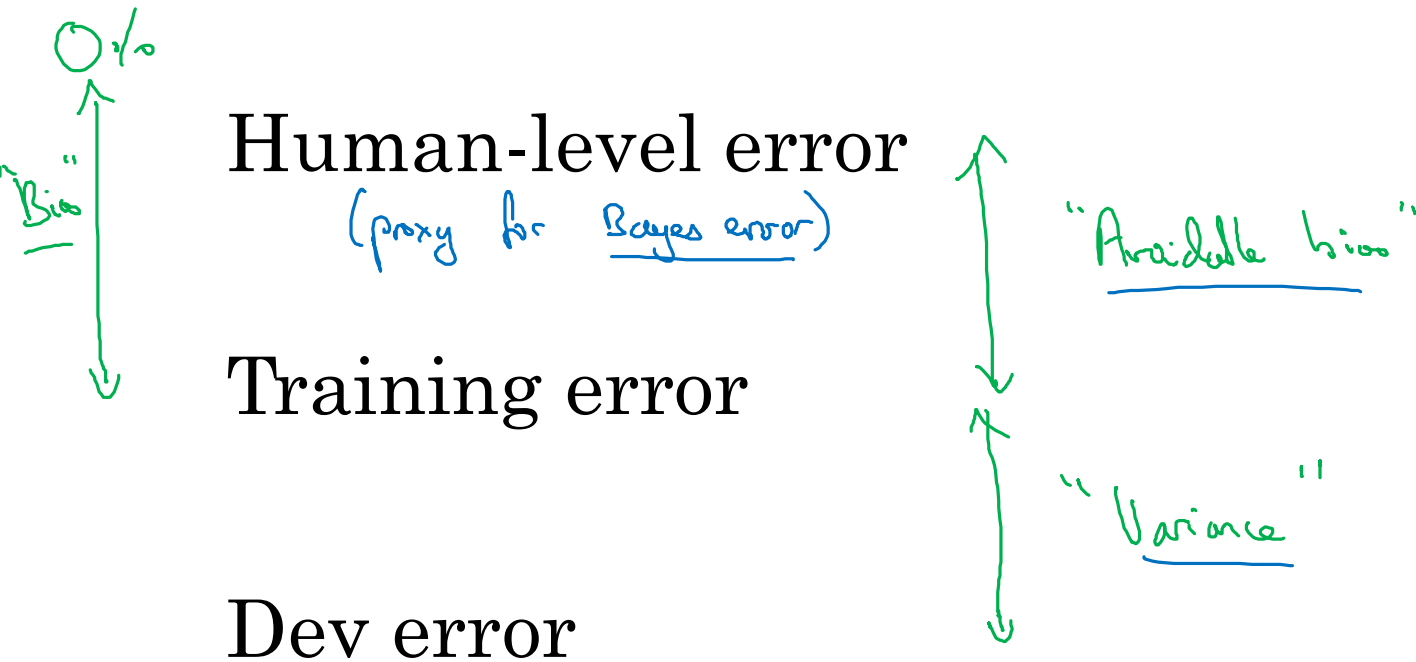 0%
Human-level error
"Bias"
(proxy for Bayes error)
"Avoidable bias"
Training error
"Variance"
Dev error